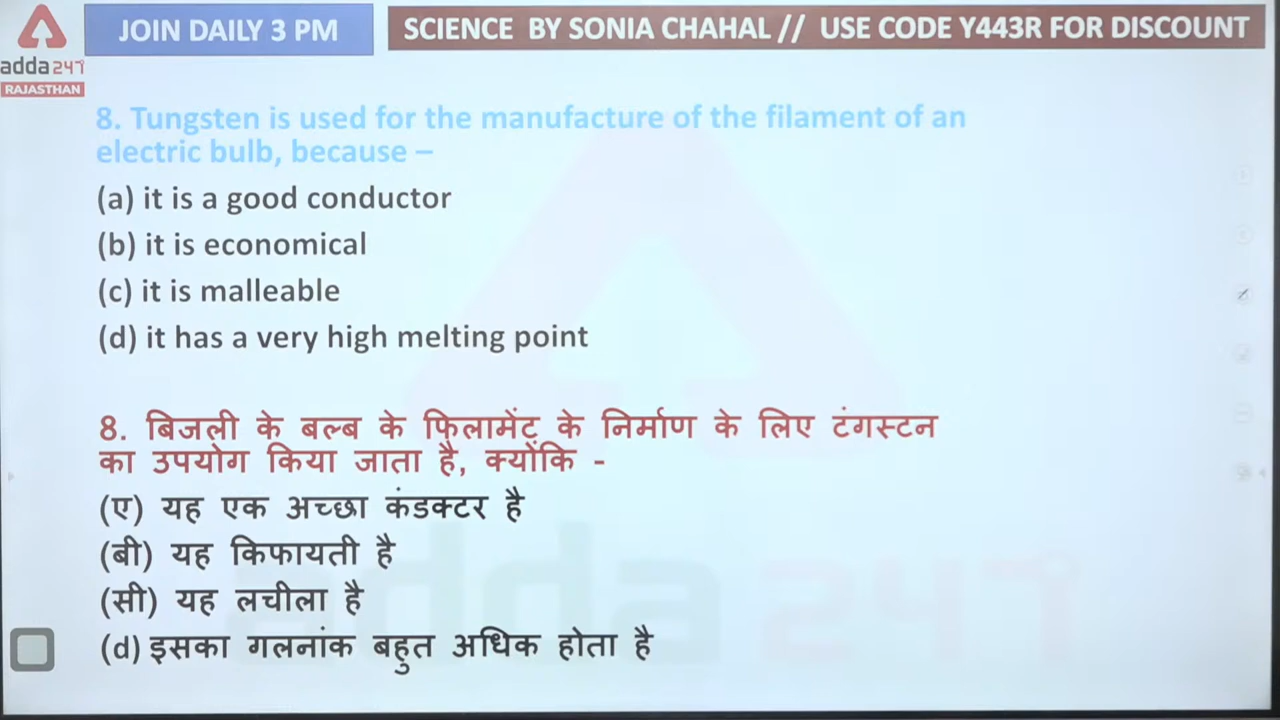 JOIN DAILY 3 PM
SCIENCE BY SONIA CHAHAL // USE CODE Y443R FOR DISCOUNT
adda247
RAJASTHAN
8. Tungsten is used for the manufacture of the filament of an
electric bulb, because –
(a) it is a good conductor
(b) it is economical
(c) it is malleable
(d) it has a very high melting point
8. बिजली के बल्ब के फिलामेंट के निर्माण के लिए टंगस्टन
का उपयोग किया जाता है, क्योंकि -
(ए) यह एक अच्छा कंडक्टर है
(बी) यह किफायती है
(सी) यह लचीला है
(d) इसका गलनांक बहुत अधिक होता है
adda247